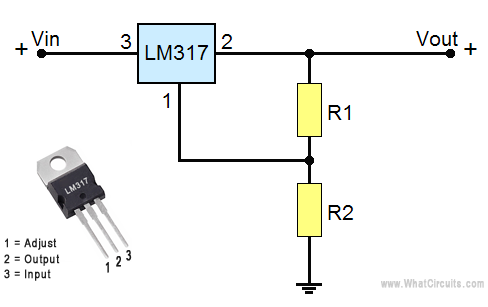 + Vin 3 LM317 2 Vout +
1
R1
R2
LM317
1 = Adjust
2 = Output
3 = Input
1 2 3
www.WhatCircuits.com